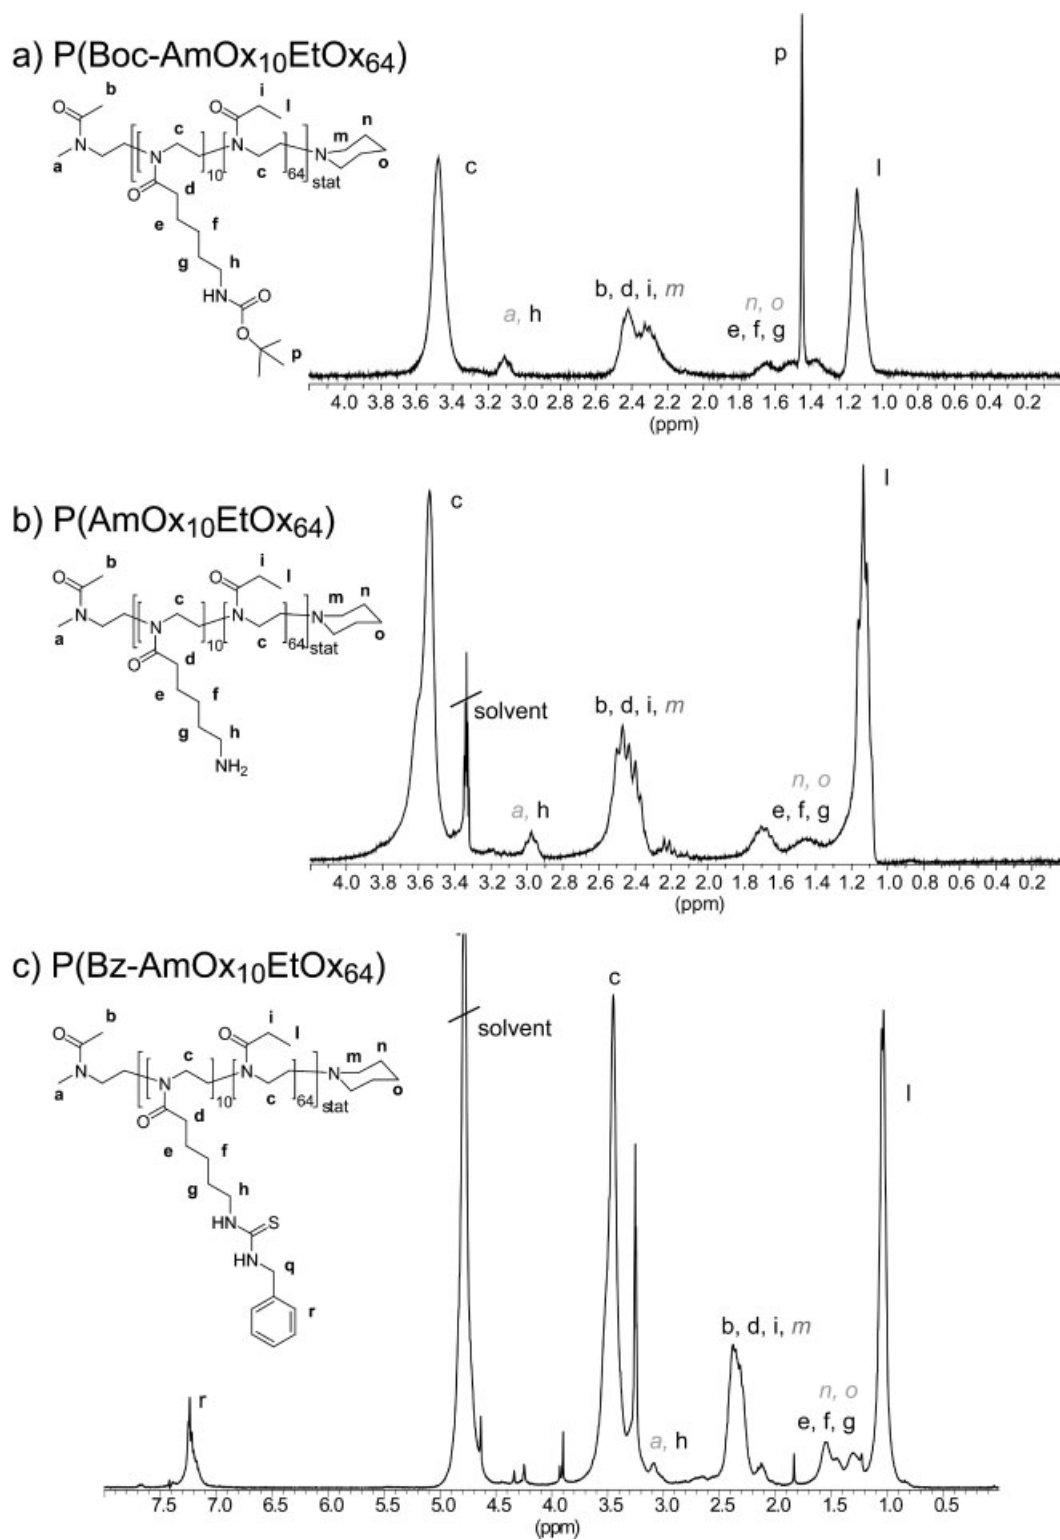 a) P(Boc-AmOx10EtOx64)
b
i
O
l
n
N
c
O
N
m
N
a
N
c
o
10
64
stat
O
d
e
f
g
h
HN
O
O
p
c
a, h
b, d, i, m
n, o
e, f, g
p
l
4.0 3.8 3.6 3.4 3.2 3.0 2.8 2.6 2.4 2.2 2.0 1.8 1.6 1.4 1.2 1.0 0.8 0.6 0.4 0.2
(ppm)
b) P(AmOx10EtOx64)
b
i
O
l
n
N
c
O
N
m
N
a
N
c
o
10
64
stat
O
d
e
f
g
h
NH2
c
solvent
a, h
b, d, i, m
n, o
e, f, g
l
4.0 3.8 3.6 3.4 3.2 3.0 2.8 2.6 2.4 2.2 2.0 1.8 1.6 1.4 1.2 1.0 0.8 0.6 0.4 0.2
(ppm)
c) P(Bz-AmOx10EtOx64)
b
i
O
l
n
N
c
O
N
m
N
a
N
c
o
10
64
stat
O
d
e
f
g
h
HN
S
HN
q
r
r
solvent
c
a, h
b, d, i, m
n, o
e, f, g
l
7.5 7.0 6.5 6.0 5.5 5.0 4.5 4.0 3.5 3.0 2.5 2.0 1.5 1.0 0.5
(ppm)